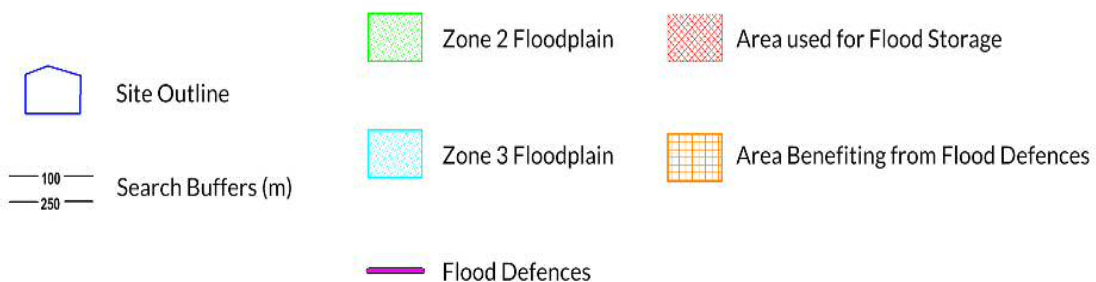 Zone 2 Floodplain
Area used for Flood Storage
Site Outline
Zone 3 Floodplain
Area Benefiting from Flood Defences
100
250
Search Buffers (m)
Flood Defences